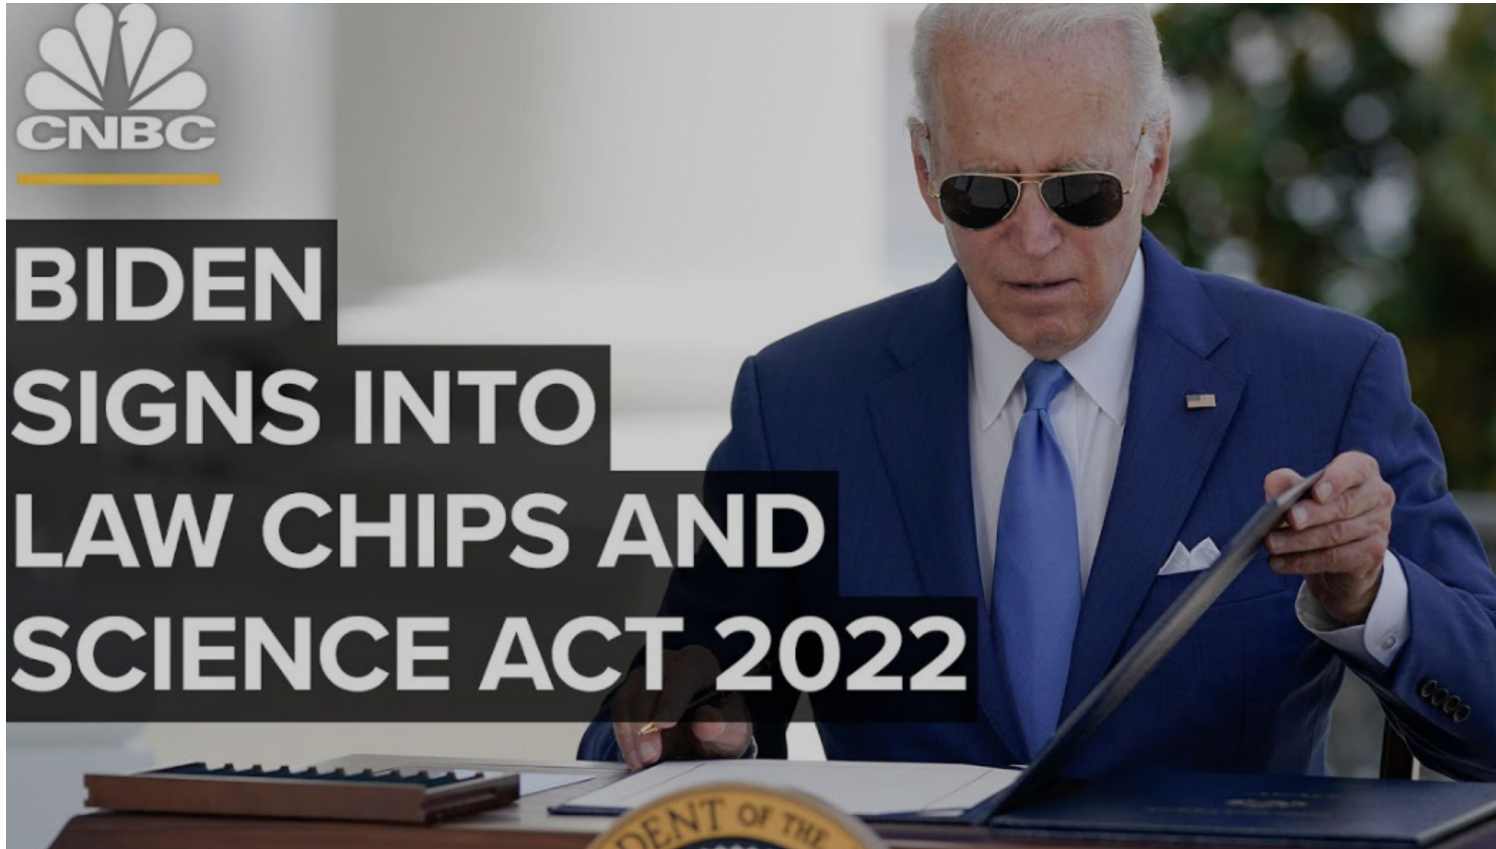 CNBC
BIDEN
SIGNS INTO
LAW CHIPS AND
SCIENCE ACT 2022
DENT OF THE